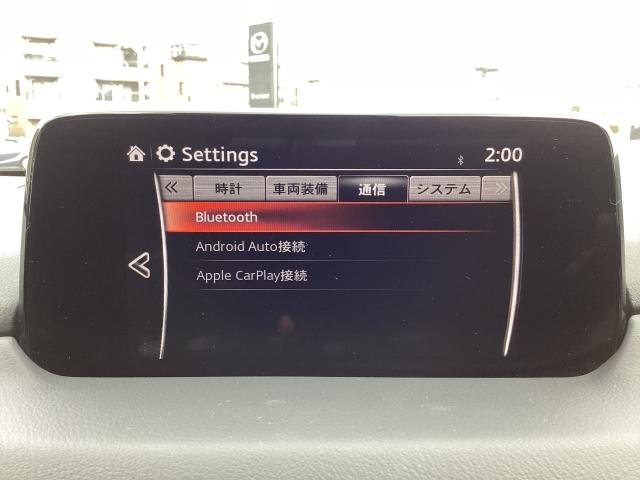 Settings 2:00
時計 車両装備 通信 システム
Bluetooth
Android Auto接続
Apple CarPlay接続